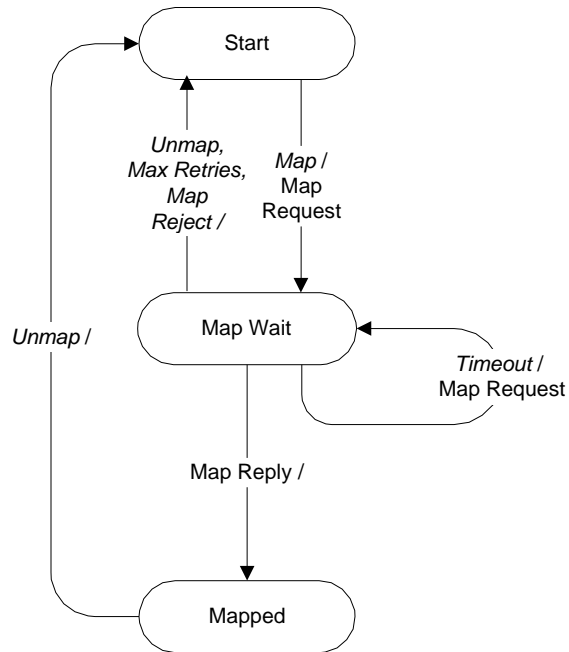 Start
Unmap,
Max Retries,
Map
Reject /
Map /
Map
Request
Map Wait
Unmap /
Timeout /
Map Request
Map Reply /
Mapped